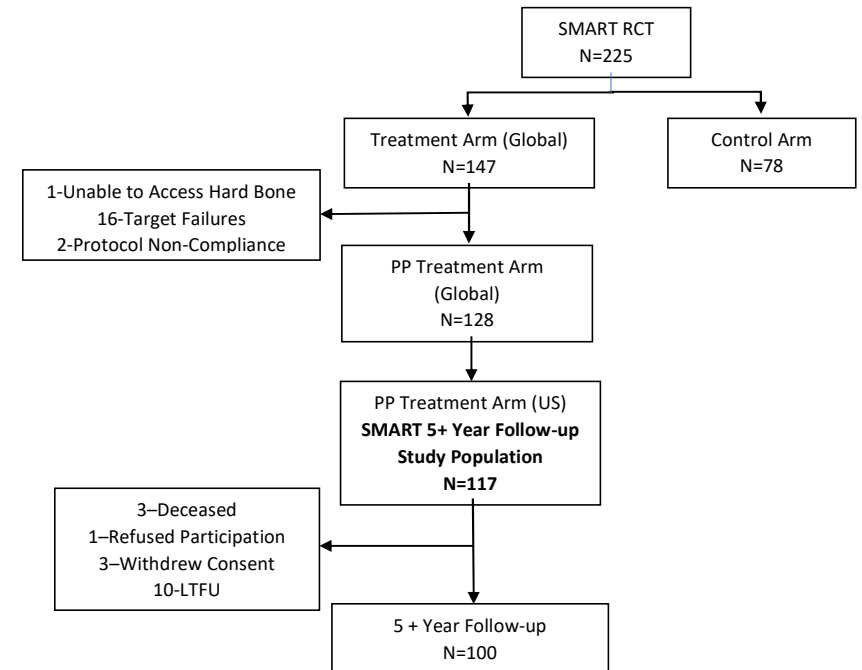 SMART RCT
N=225
Treatment Arm (Global)
N=147
Control Arm
N=78
1-Unable to Access Hard Bone
16-Target Failures
2-Protocol Non-Compliance
PP Treatment Arm
(Global)
N=128
PP Treatment Arm (US)
SMART 5+ Year Follow-up
Study Population
N=117
3–Deceased
1–Refused Participation
3–Withdrew Consent
10-LTFU
5 + Year Follow-up
N=100